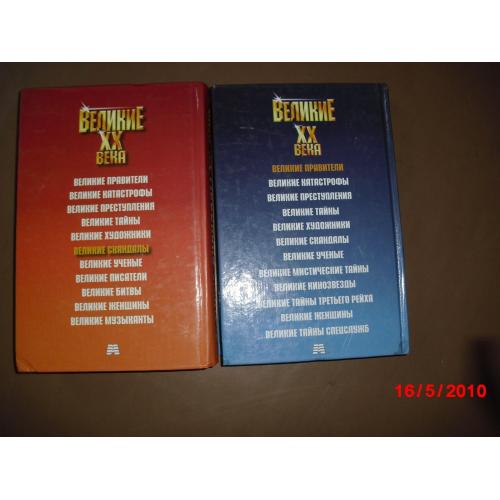 ВЕЛИКИЕ
XX
ВЕКА
ВЕЛИКИЕ ПРАВИТЕЛИ
ВЕЛИКИЕ КАТАСТРОФЫ
ВЕЛИКИЕ ПРЕСТУПЛЕНИЯ
ВЕЛИКИЕ ТАЙНЫ
ВЕЛИКИЕ ХУДОЖНИКИ
ВЕЛИКИЕ СКАНДАЛЫ
ВЕЛИКИЕ УЧЕНЫЕ
ВЕЛИКИЕ ПИСАТЕЛИ
ВЕЛИКИЕ БИТВЫ
ВЕЛИКИЕ ЖЕНЩИНЫ
ВЕЛИКИЕ МУЗЫКАНТЫ
ВЕЛИКИЕ
XX
ВЕКА
ВЕЛИКИЕ ПРАВИТЕЛИ
ВЕЛИКИЕ КАТАСТРОФЫ
ВЕЛИКИЕ ПРЕСТУПЛЕНИЯ
ВЕЛИКИЕ ТАЙНЫ
ВЕЛИКИЕ ХУДОЖНИКИ
ВЕЛИКИЕ СКАНДАЛЫ
ВЕЛИКИЕ УЧЕНЫЕ
ВЕЛИКИЕ МИСТИЧЕСКИЕ ТАЙНЫ
ВЕЛИКИЕ КИНОЗВЕЗДЫ
ВЕЛИКИЕ ТАЙНЫ ТРЕТЬЕГО РЕЙХА
ВЕЛИКИЕ ЖЕНЩИНЫ
ВЕЛИКИЕ ТАЙНЫ СПЕЦСЛУЖБ
16/5/2010